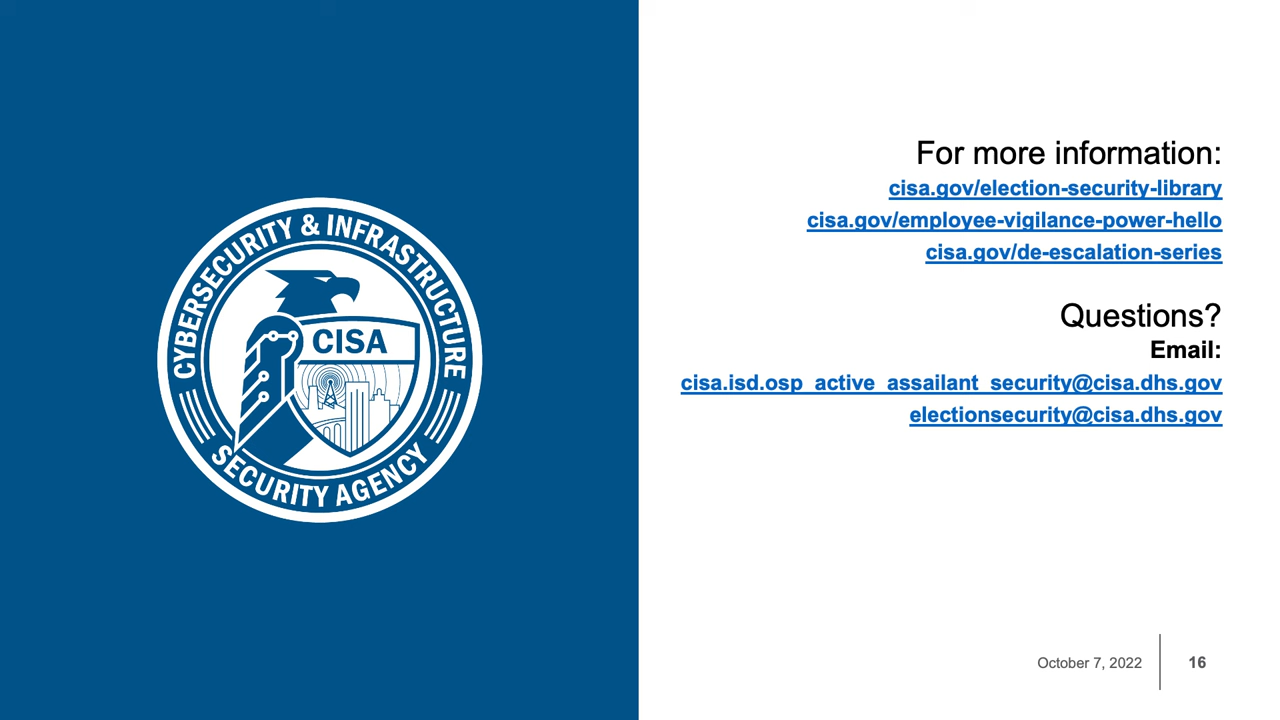 CYBERSECURITY & INFRASTRUCTURE
CISA
SECURITY AGENCY
For more information:
cisa.gov/election-security-library
cisa.gov/employee-vigilance-power-hello
cisa.gov/de-escalation-series
Questions?
Email:
cisa.isd.osp_active_assailant_security@cisa.dhs.gov
electionsecurity@cisa.dhs.gov
October 7, 2022
16